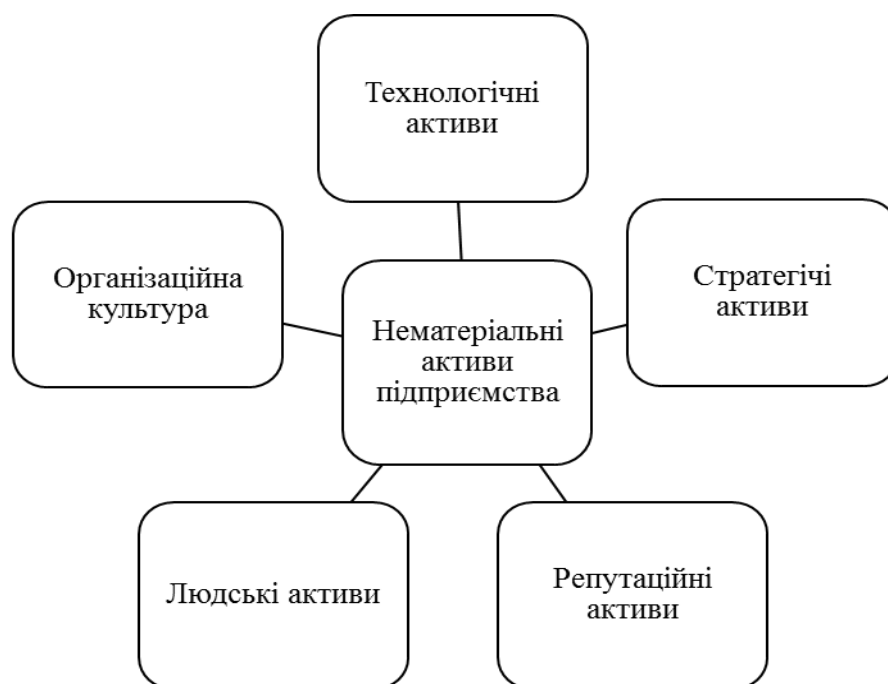 Технологічні
активи
Організаційна
культура
Стратегічі
активи
Нематеріальні
активи
підприємства
Людські активи
Репутаційні
активи